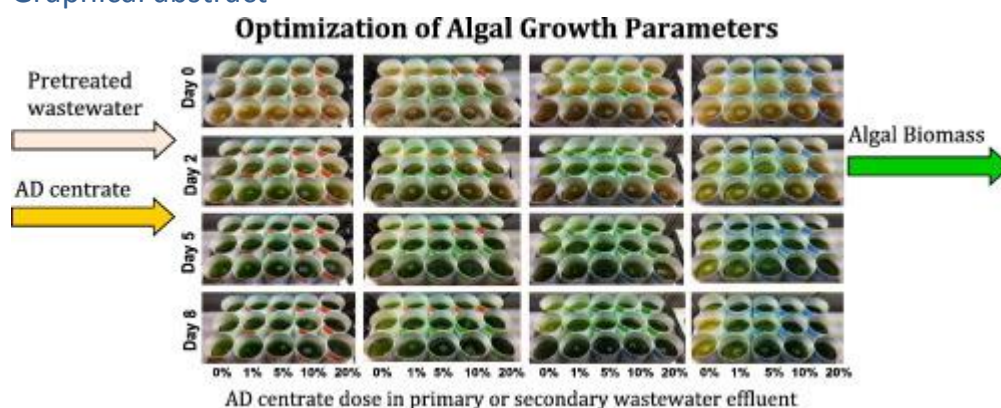 Graphical abstract
Optimization of Algal Growth Parameters
Pretreated
wastewater
AD centrate
Day 0
Day 2
Day 5
Day 8
Algal Biomass
0% 1% 5% 10% 20% 0% 1% 5% 10% 20% 0% 1% 5% 10% 20% 0% 1% 5% 10% 20%
AD centrate dose in primary or secondary wastewater effluent